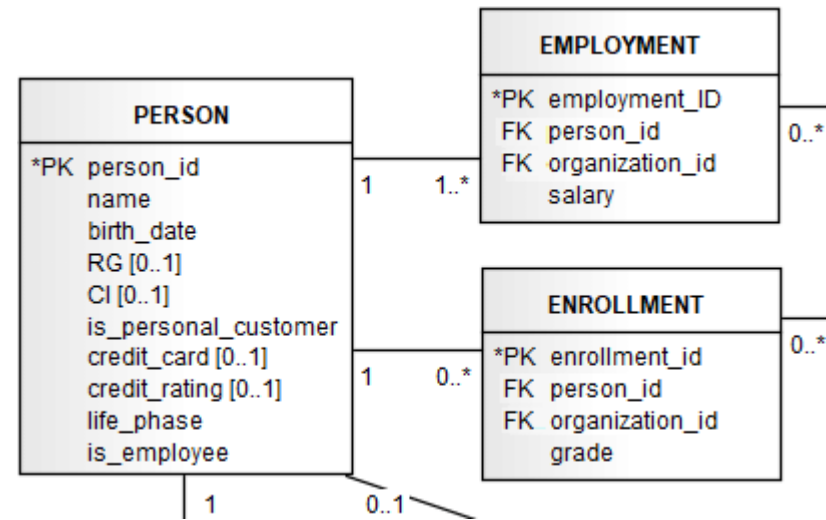 PERSON
*PK person_id
name
birth_date
RG [0..1]
CI [0..1]
is_personal_customer
credit_card [0..1]
credit_rating [0..1]
life_phase
is_employee
1
1..*
EMPLOYMENT
*PK employment_ID
FK person_id
FK organization_id
salary
0..*
1
0..*
ENROLLMENT
*PK enrollment_id
FK person_id
FK organization_id
grade
0..*
1
0..1